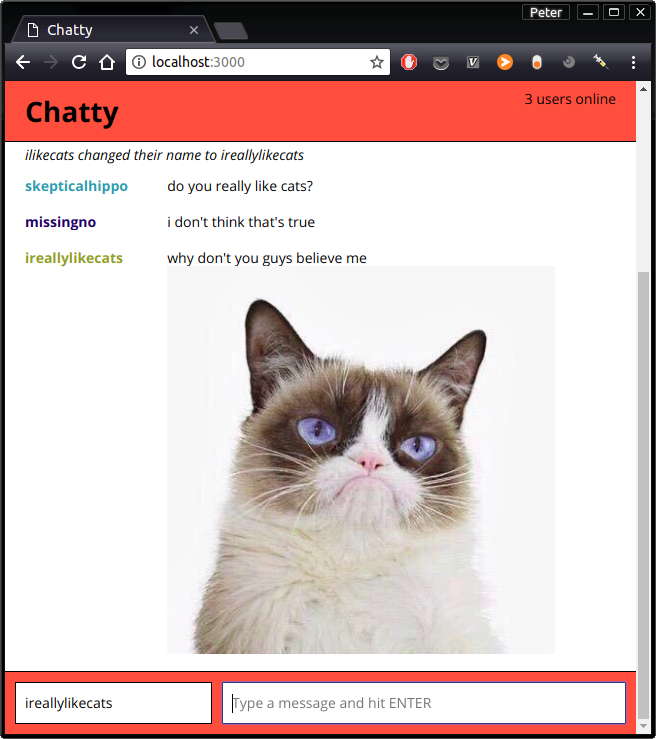 Peter
Chatty
localhost:3000
Chatty
3 users online
ilikecats changed their name to ireallylikecats
skepticalhippo do you really like cats?
missingno i don't think that's true
ireallylikecats why don't you guys believe me
ireallylikecats
Type a message and hit ENTER